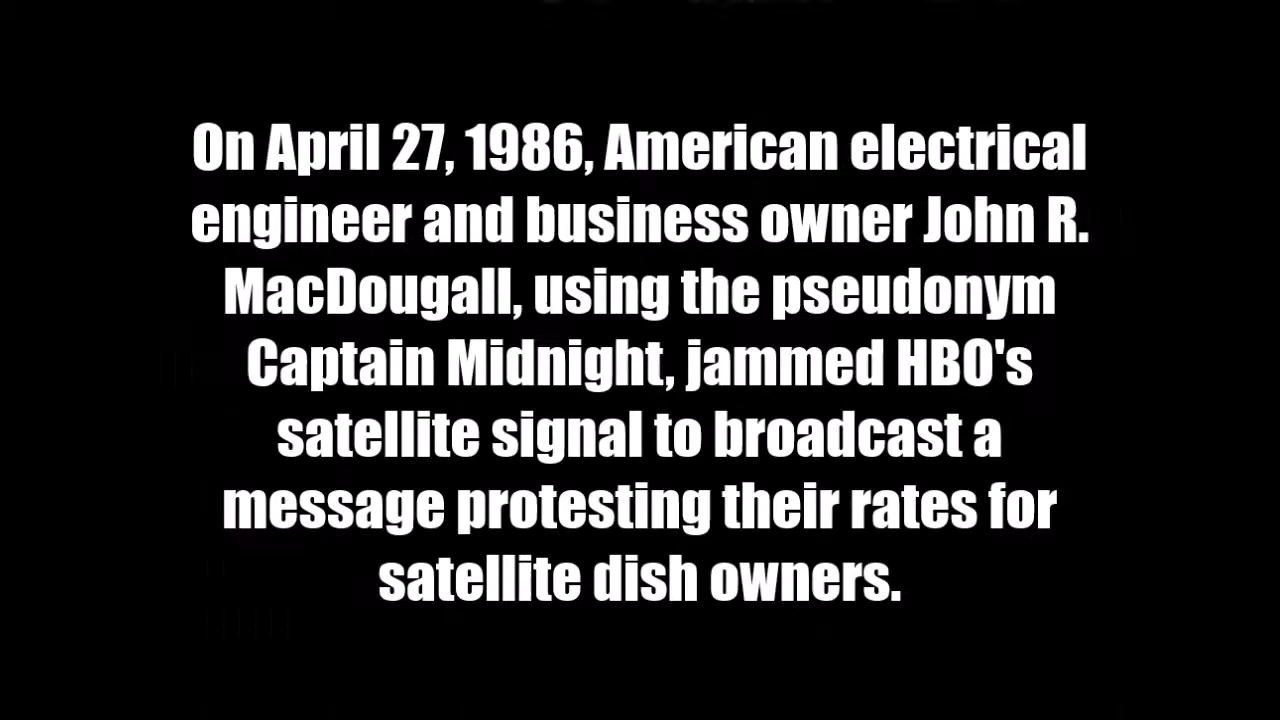 On April 27, 1986, American electrical
engineer and business owner John R.
MacDougall, using the pseudonym
Captain Midnight, jammed HBO's
satellite signal to broadcast a
message protesting their rates for
satellite dish owners.